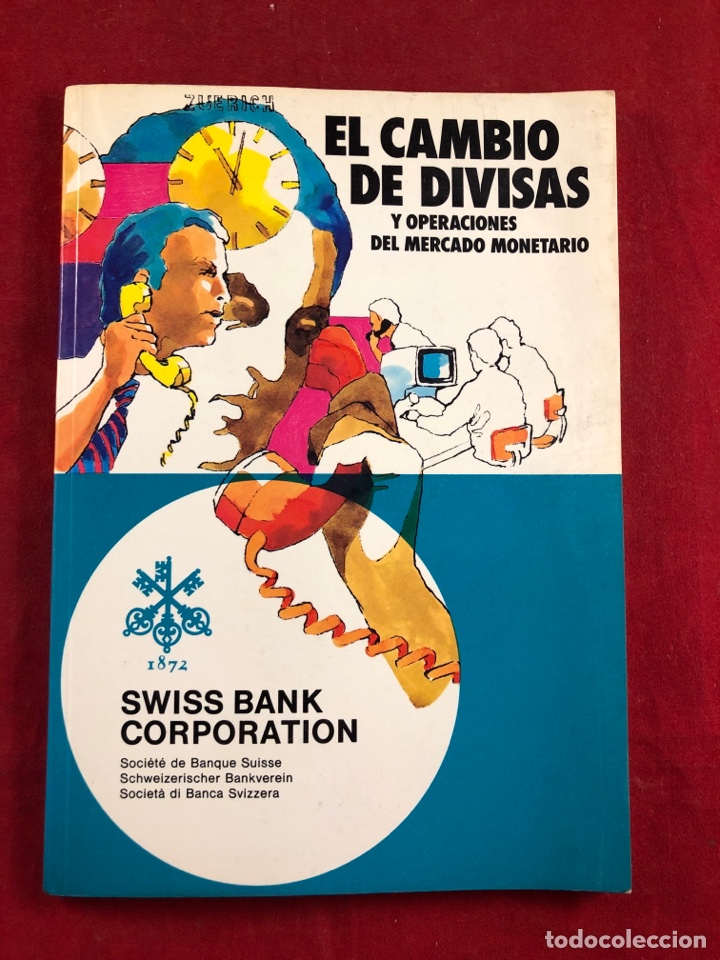 ZUERICH
EL CAMBIO
DE DIVISAS
Y OPERACIONES
DEL MERCADO MONETARIO
1872
SWISS BANK
CORPORATION
Société de Banque Suisse
Schweizerischer Bankverein
Società di Banca Svizzera
todocoleccion